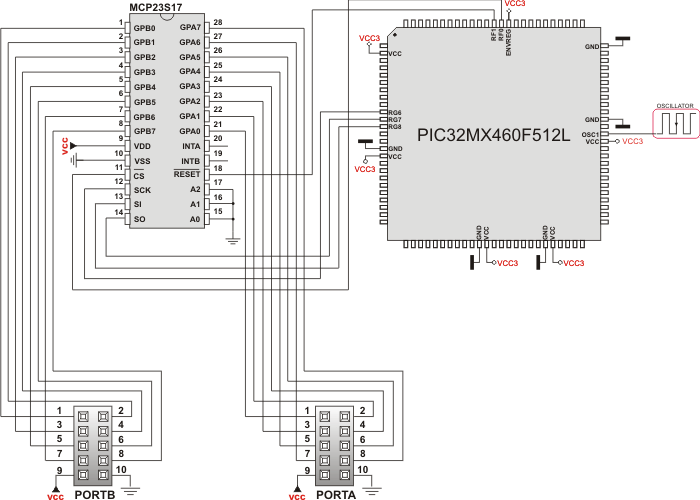 MCP23S17
1 GPB0 GPA7 28
2 GPB1 GPA6 27
3 GPB2 GPA5 26
4 GPB3 GPA4 25
5 GPB4 GPA3 24
6 GPB5 GPA2 23
7 GPB6 GPA1 22
8 GPB7 GPA0 21
VCC 9 VDD INTA 20
10 VSS INTB 19
11 CS RESET 18
12 SCK A2 17
13 SI A1 16
14 SO A0 15
VCC3
RF1
RF0
ENVREG
VCC3
VCC
GND
RG6
RG7
RG8
PIC32MX460F512L
GND
OSC1
VCC
VCC3
OSCILLATOR
GND
VCC
VCC3
GND
VCC
VCC3
GND
VCC
VCC3
1 2
3 4
5 6
7 8
9 10
VCC
PORTB
1 2
3 4
5 6
7 8
9 10
VCC
PORTA